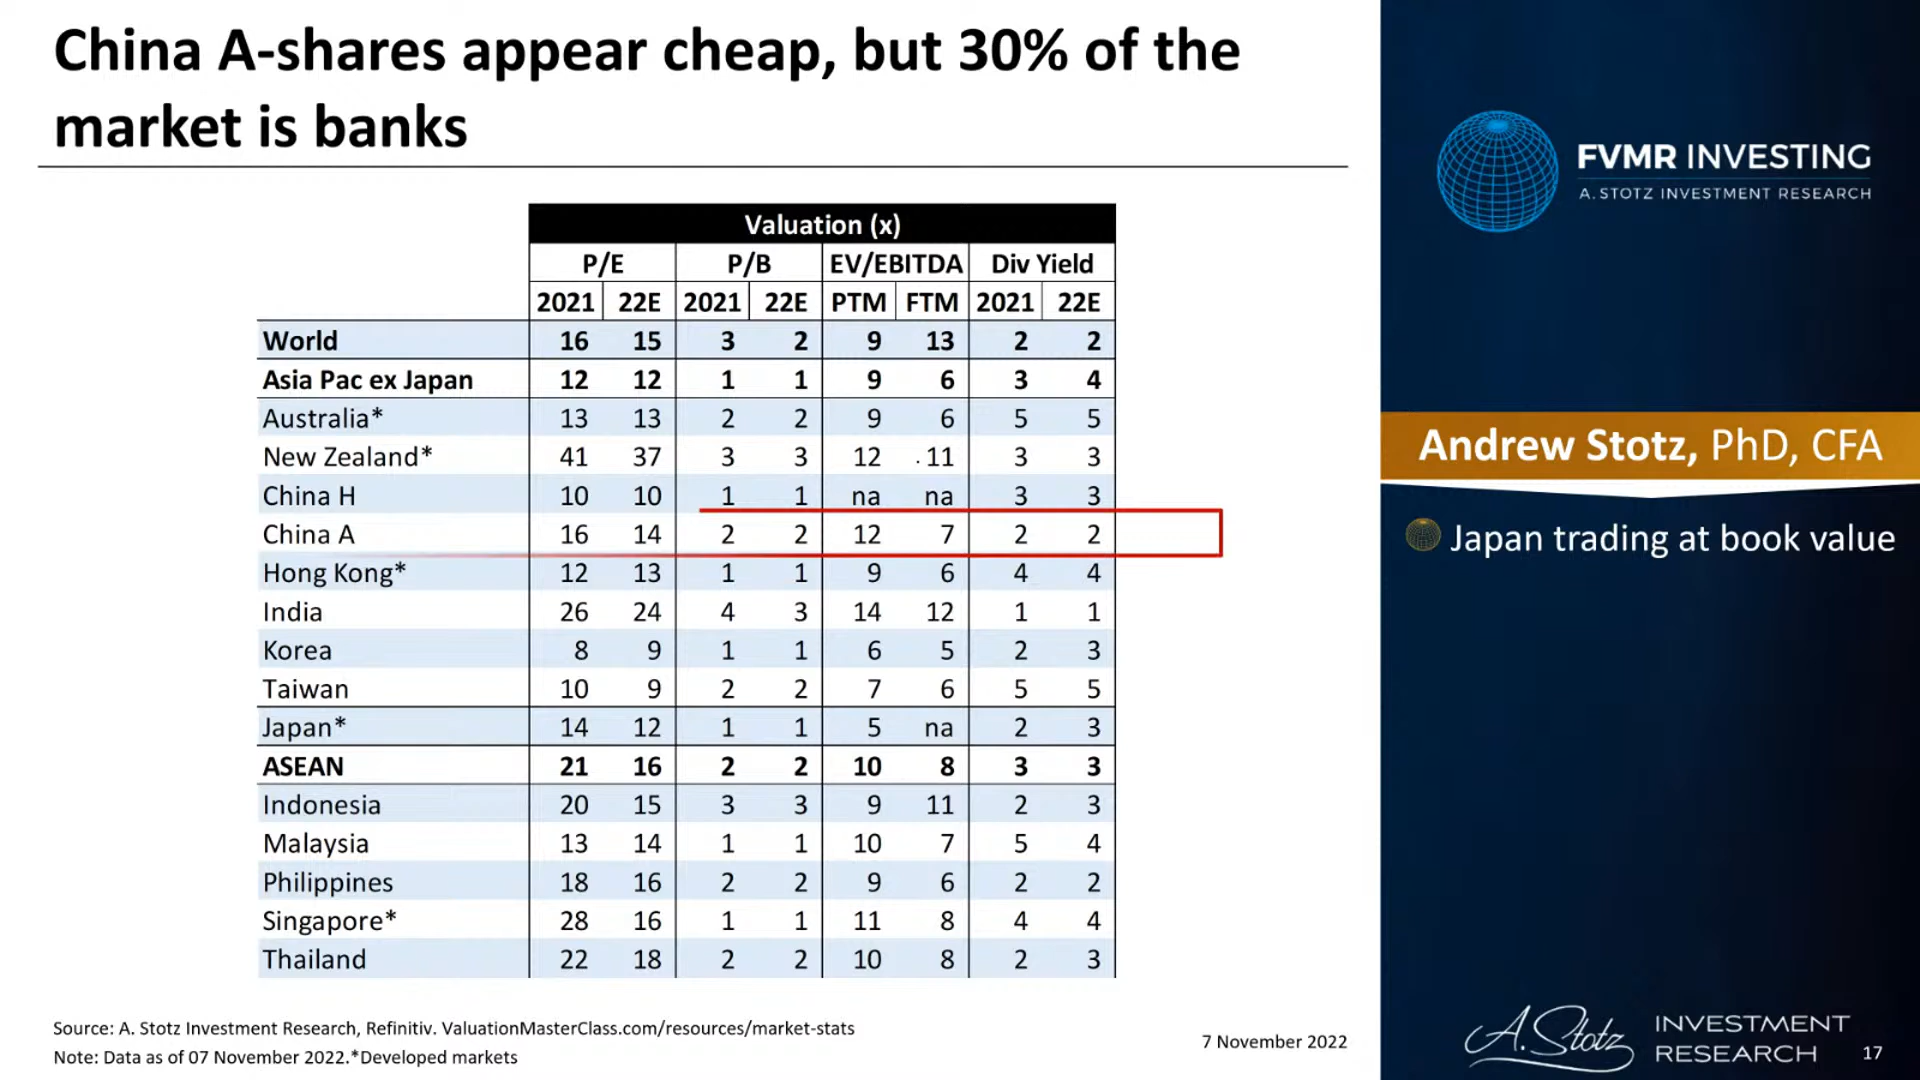 China A-shares appear cheap, but 30% of the
market is banks
Valuation (x)
P/E P/B EV/EBITDA Div Yield
2021 22E 2021 22E PTM FTM 2021 22E
World 16 15 3 2 9 13 2 2
Asia Pac ex Japan 12 12 1 1 9 6 3 4
Australia* 13 13 2 2 9 6 5 5
New Zealand* 41 37 3 3 12 11 3 3
China H 10 10 1 1 na na 3 3
China A 16 14 2 2 12 7 2 2
Hong Kong* 12 13 1 1 9 6 4 4
India 26 24 4 3 14 12 1 1
Korea 8 9 1 1 6 5 2 3
Taiwan 10 9 2 2 7 6 5 5
Japan* 14 12 1 1 5 na 2 3
ASEAN 21 16 2 2 10 8 3 3
Indonesia 20 15 3 3 9 11 2 3
Malaysia 13 14 1 1 10 7 5 4
Philippines 18 16 2 2 9 6 2 2
Singapore* 28 16 1 1 11 8 4 4
Thailand 22 18 2 2 10 8 2 3
Source: A. Stotz Investment Research, Refinitiv. ValuationMasterClass.com/resources/market-stats
Note: Data as of 07 November 2022.*Developed markets
7 November 2022
FVMR INVESTING
A. STOTZ INVESTMENT RESEARCH
Andrew Stotz, PhD, CFA
Japan trading at book value
A. Stotz
INVESTMENT
RESEARCH
17